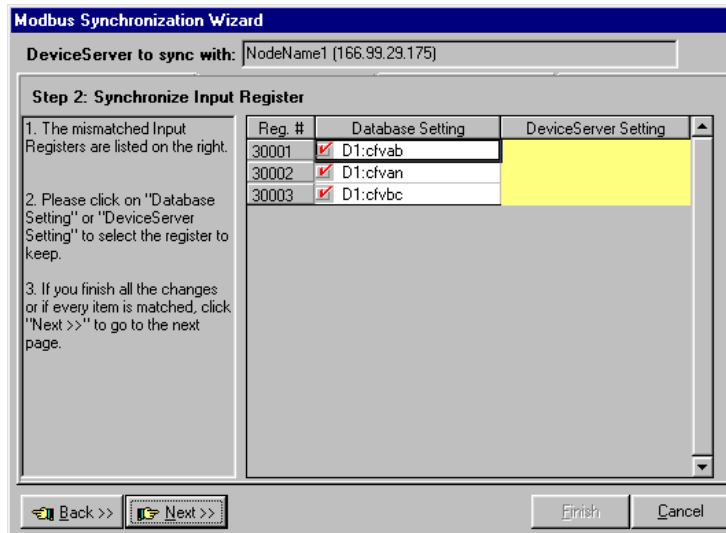 Modbus Synchronization Wizard
DeviceServer to sync with: NodeName1 (166.99.29.175)
Step 2: Synchronize Input Register
1. The mismatched Input
Registers are listed on the right.
2. Please click on "Database
Setting" or "DeviceServer
Setting" to select the register to
keep.
3. If you finish all the changes
or if every item is matched, click
"Next >>" to go to the next
page.
Reg. # Database Setting DeviceServer Setting
30001 D1:cfvab
30002 D1:cfvan
30003 D1:cfvbc
Back >> Next >> Finish Cancel